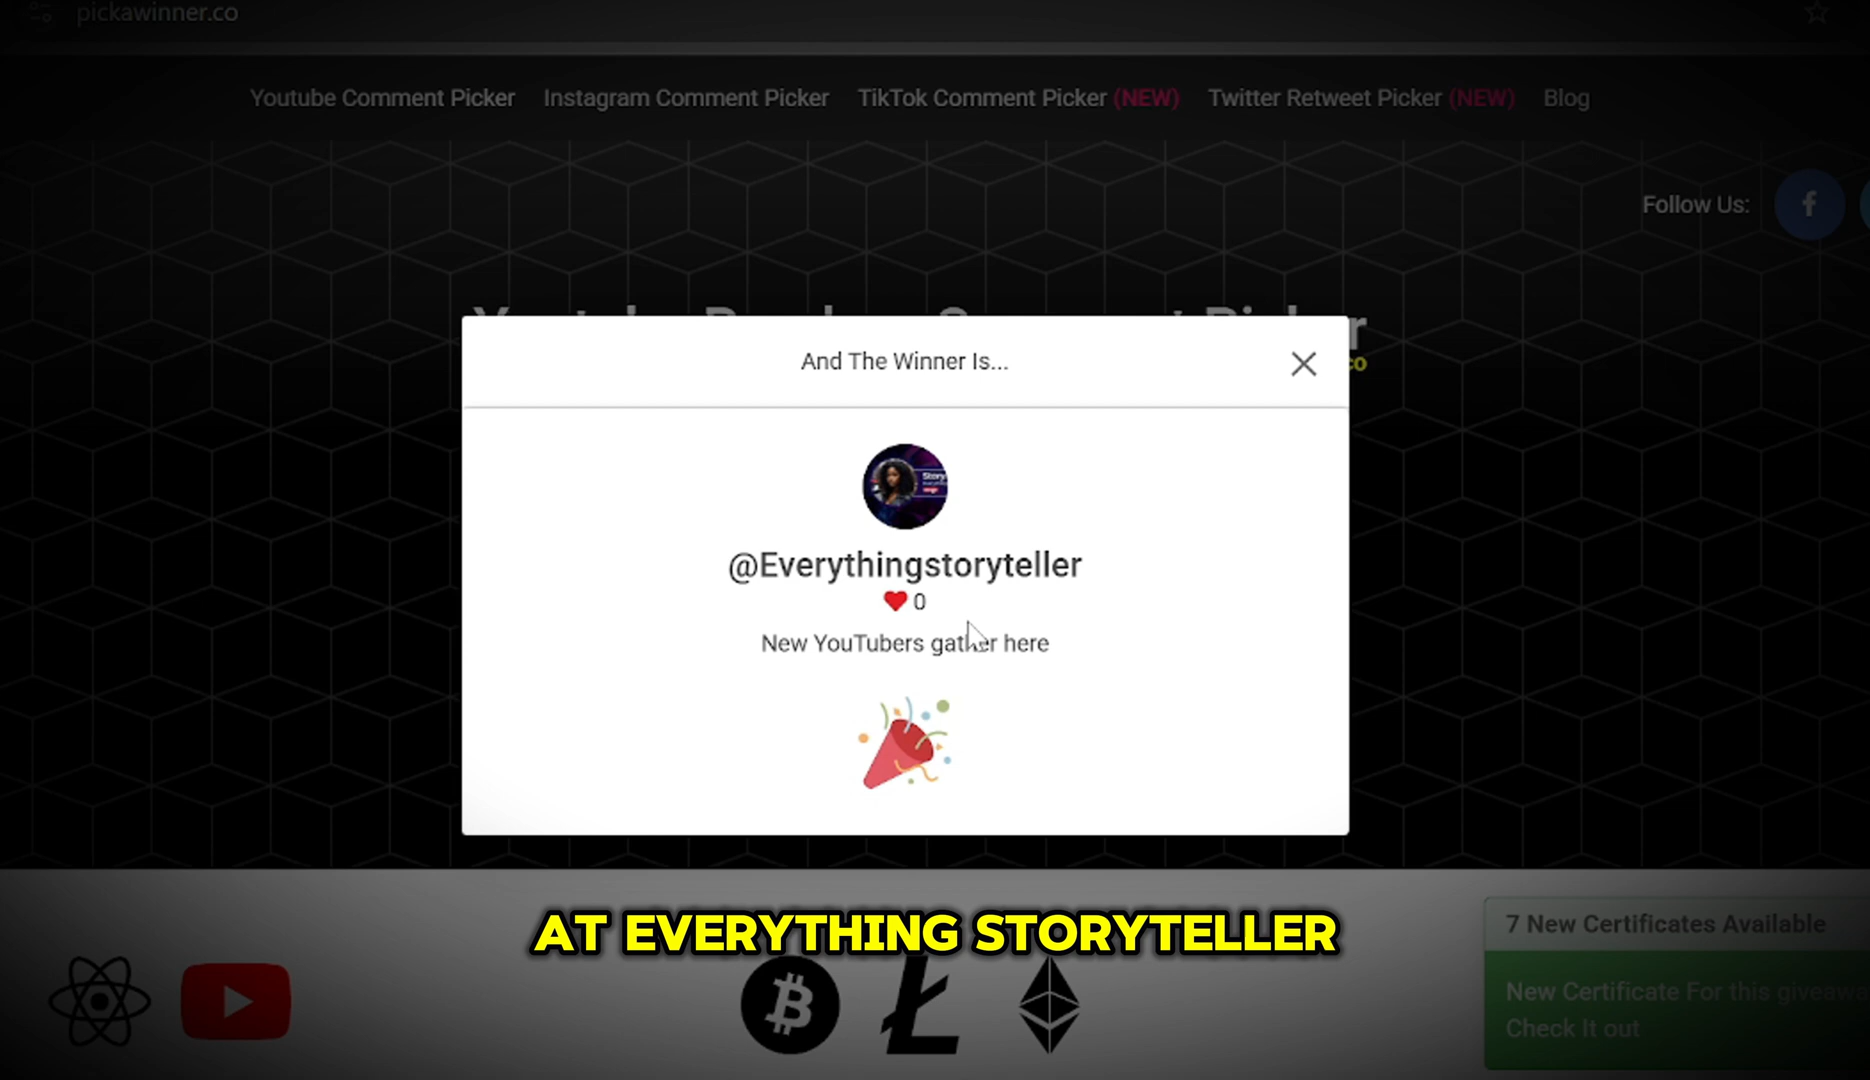 pickawinner.co
Youtube Comment Picker Instagram Comment Picker TikTok Comment Picker (NEW) Twitter Retweet Picker (NEW) Blog
Follow Us:
And The Winner Is...
Story
@Everythingstoryteller
0
New YouTubers gather here
AT EVERYTHING STORYTELLER
7 New Certificates Available
New Certificate For this
Check It out